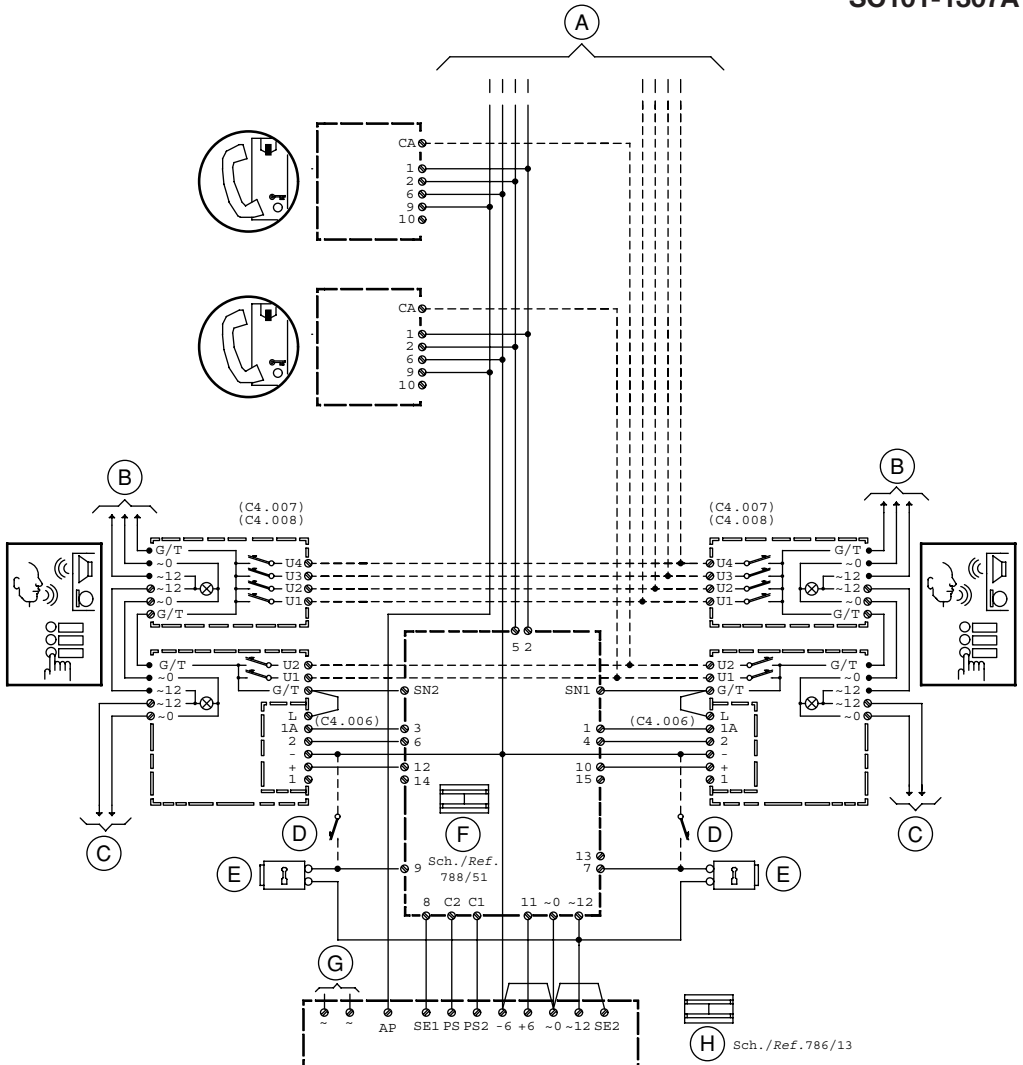 SC101-1307A
A
CA
1
2
6
9
10
CA
1
2
6
9
10
B
B
(C4.007)
(C4.008)
(C4.007)
(C4.008)
G/T
~0
~12
~12
~0
G/T
U4
U3
U2
U1
U4
U3
U2
U1
G/T
~0
~12
~12
~0
G/T
5 2
G/T
~0
~12
~12
~0
U2
U1
G/T
L
1A
2
-
+
1
(C4.006)
SN2
3
6
12
14
9
SN1
1
4
10
15
13
7
(C4.006)
U2
U1
G/T
L
1A
2
-
+
1
G/T
~0
~12
~12
~0
C
D
E
F
Sch./Ref.
788/51
D
E
C
8 C2 C1 11 ~0 ~12
G
~ ~ AP SE1 PS PS2 -6 +6 ~0 ~12 SE2
H Sch./Ref.786/13